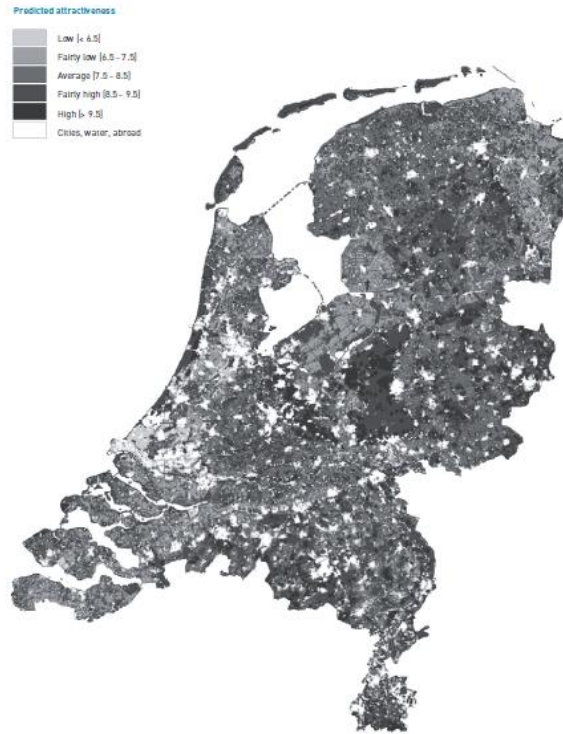 Predicted attractiveness
Low (< 6.5)
Fairly low (6.5 - 7.5)
Average (7.5 - 8.5)
Fairly high (8.5 - 9.5)
High (> 9.5)
Cities, water, abroad